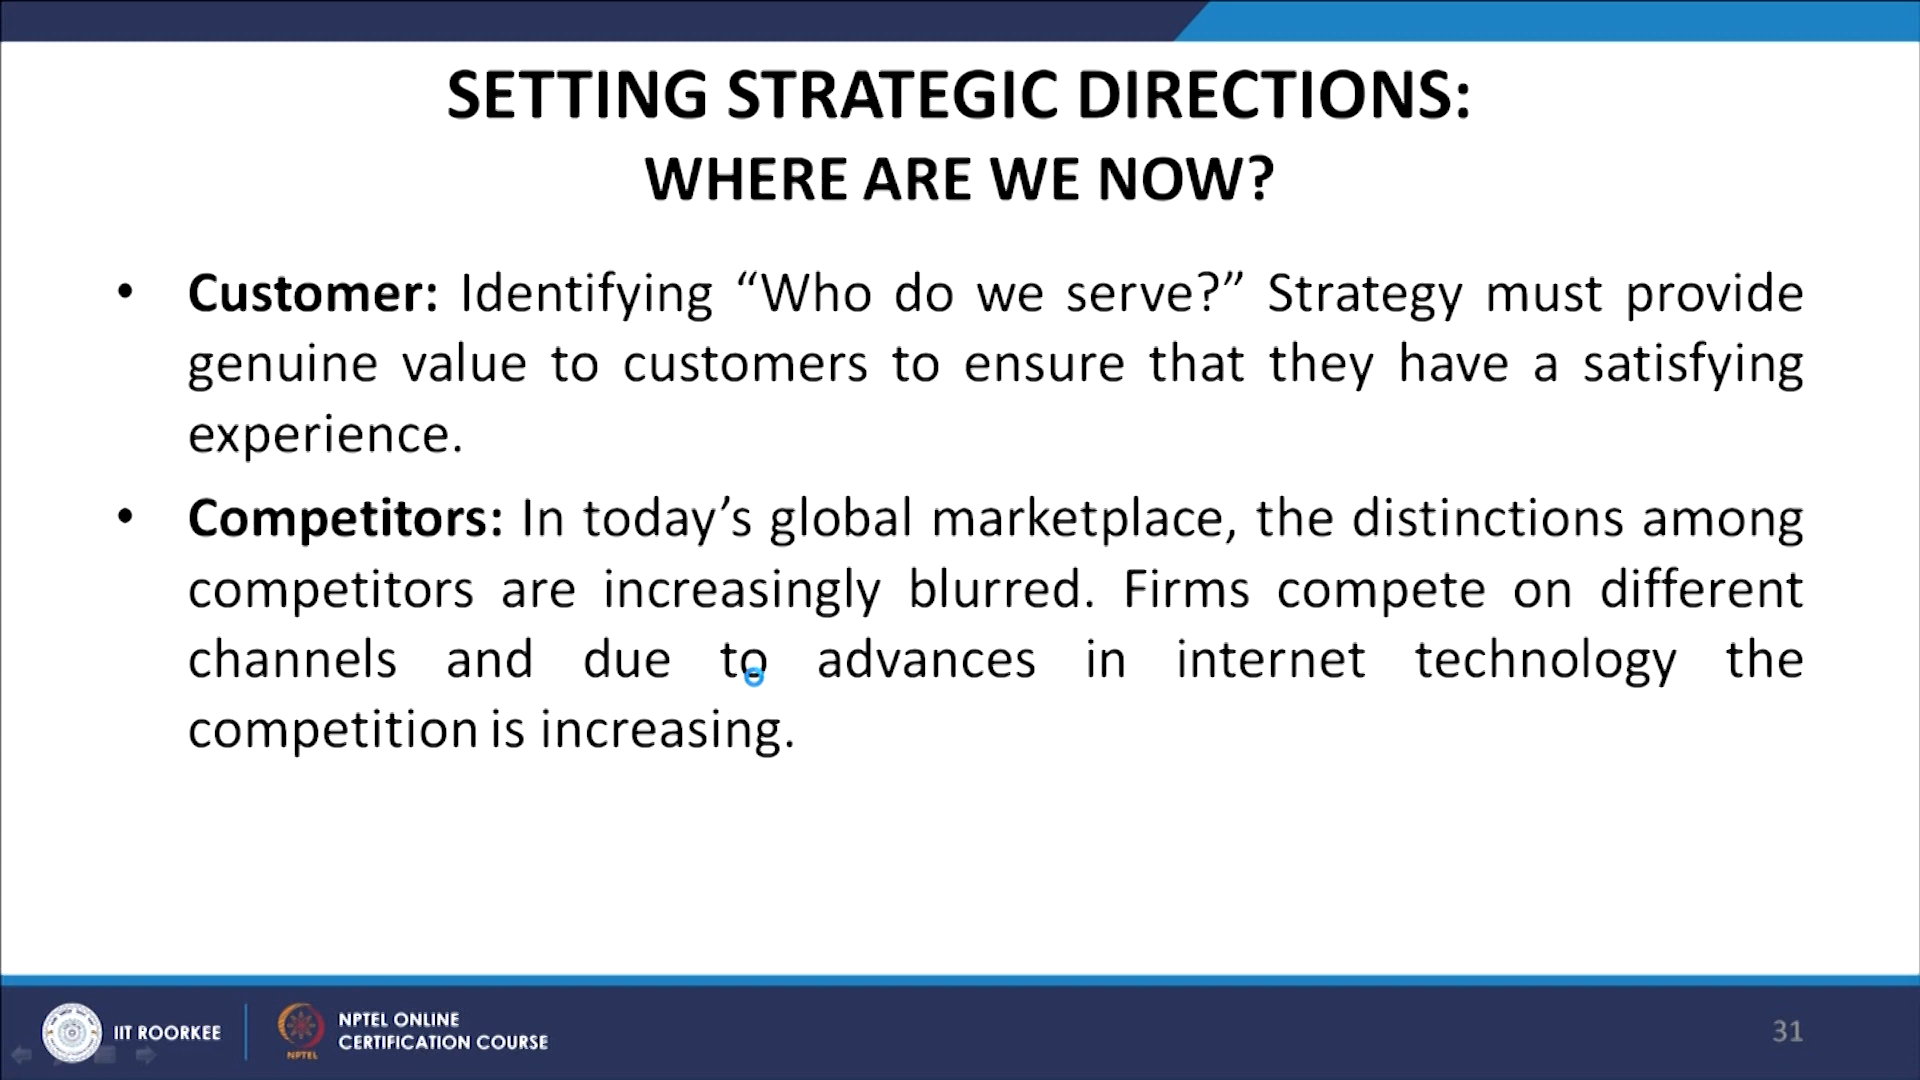 SETTING STRATEGIC DIRECTIONS:
WHERE ARE WE NOW?
• Customer: Identifying “Who do we serve?” Strategy must provide
genuine value to customers to ensure that they have a satisfying
experience.
• Competitors: In today’s global marketplace, the distinctions among
competitors are increasingly blurred. Firms compete on different
channels and due to advances in internet technology the
competition is increasing.
IIT ROORKEE
NPTEL
NPTEL ONLINE
CERTIFICATION COURSE
31